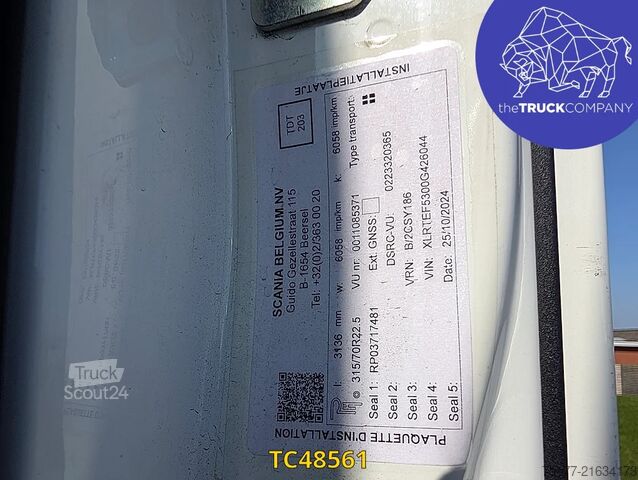 theTRUCKCOMPANY
INSTALLATIEPLAATJE
TDT
203
SCANIA BELGIUM NV
Guido Gezellestraat 115
B-1654 Beersel
Tel: +32(0)2/363 00 20
l: 3136 mm w: 6058 imp/km k: 6058 imp/km
315/70R22.5 VU nr: 0011085371 Type transport:
Seal 1: RP03717481 Ext. GNSS:
Seal 2: DSRC-VU: 0223320365
Seal 3: VRN: B/2CSY186
Seal 4: VIN: XLRTEF5300G426044
Seal 5: Date: 25/10/2024
PLAQUETTE D'INSTALLATION
Truck
Scout24
TC48561